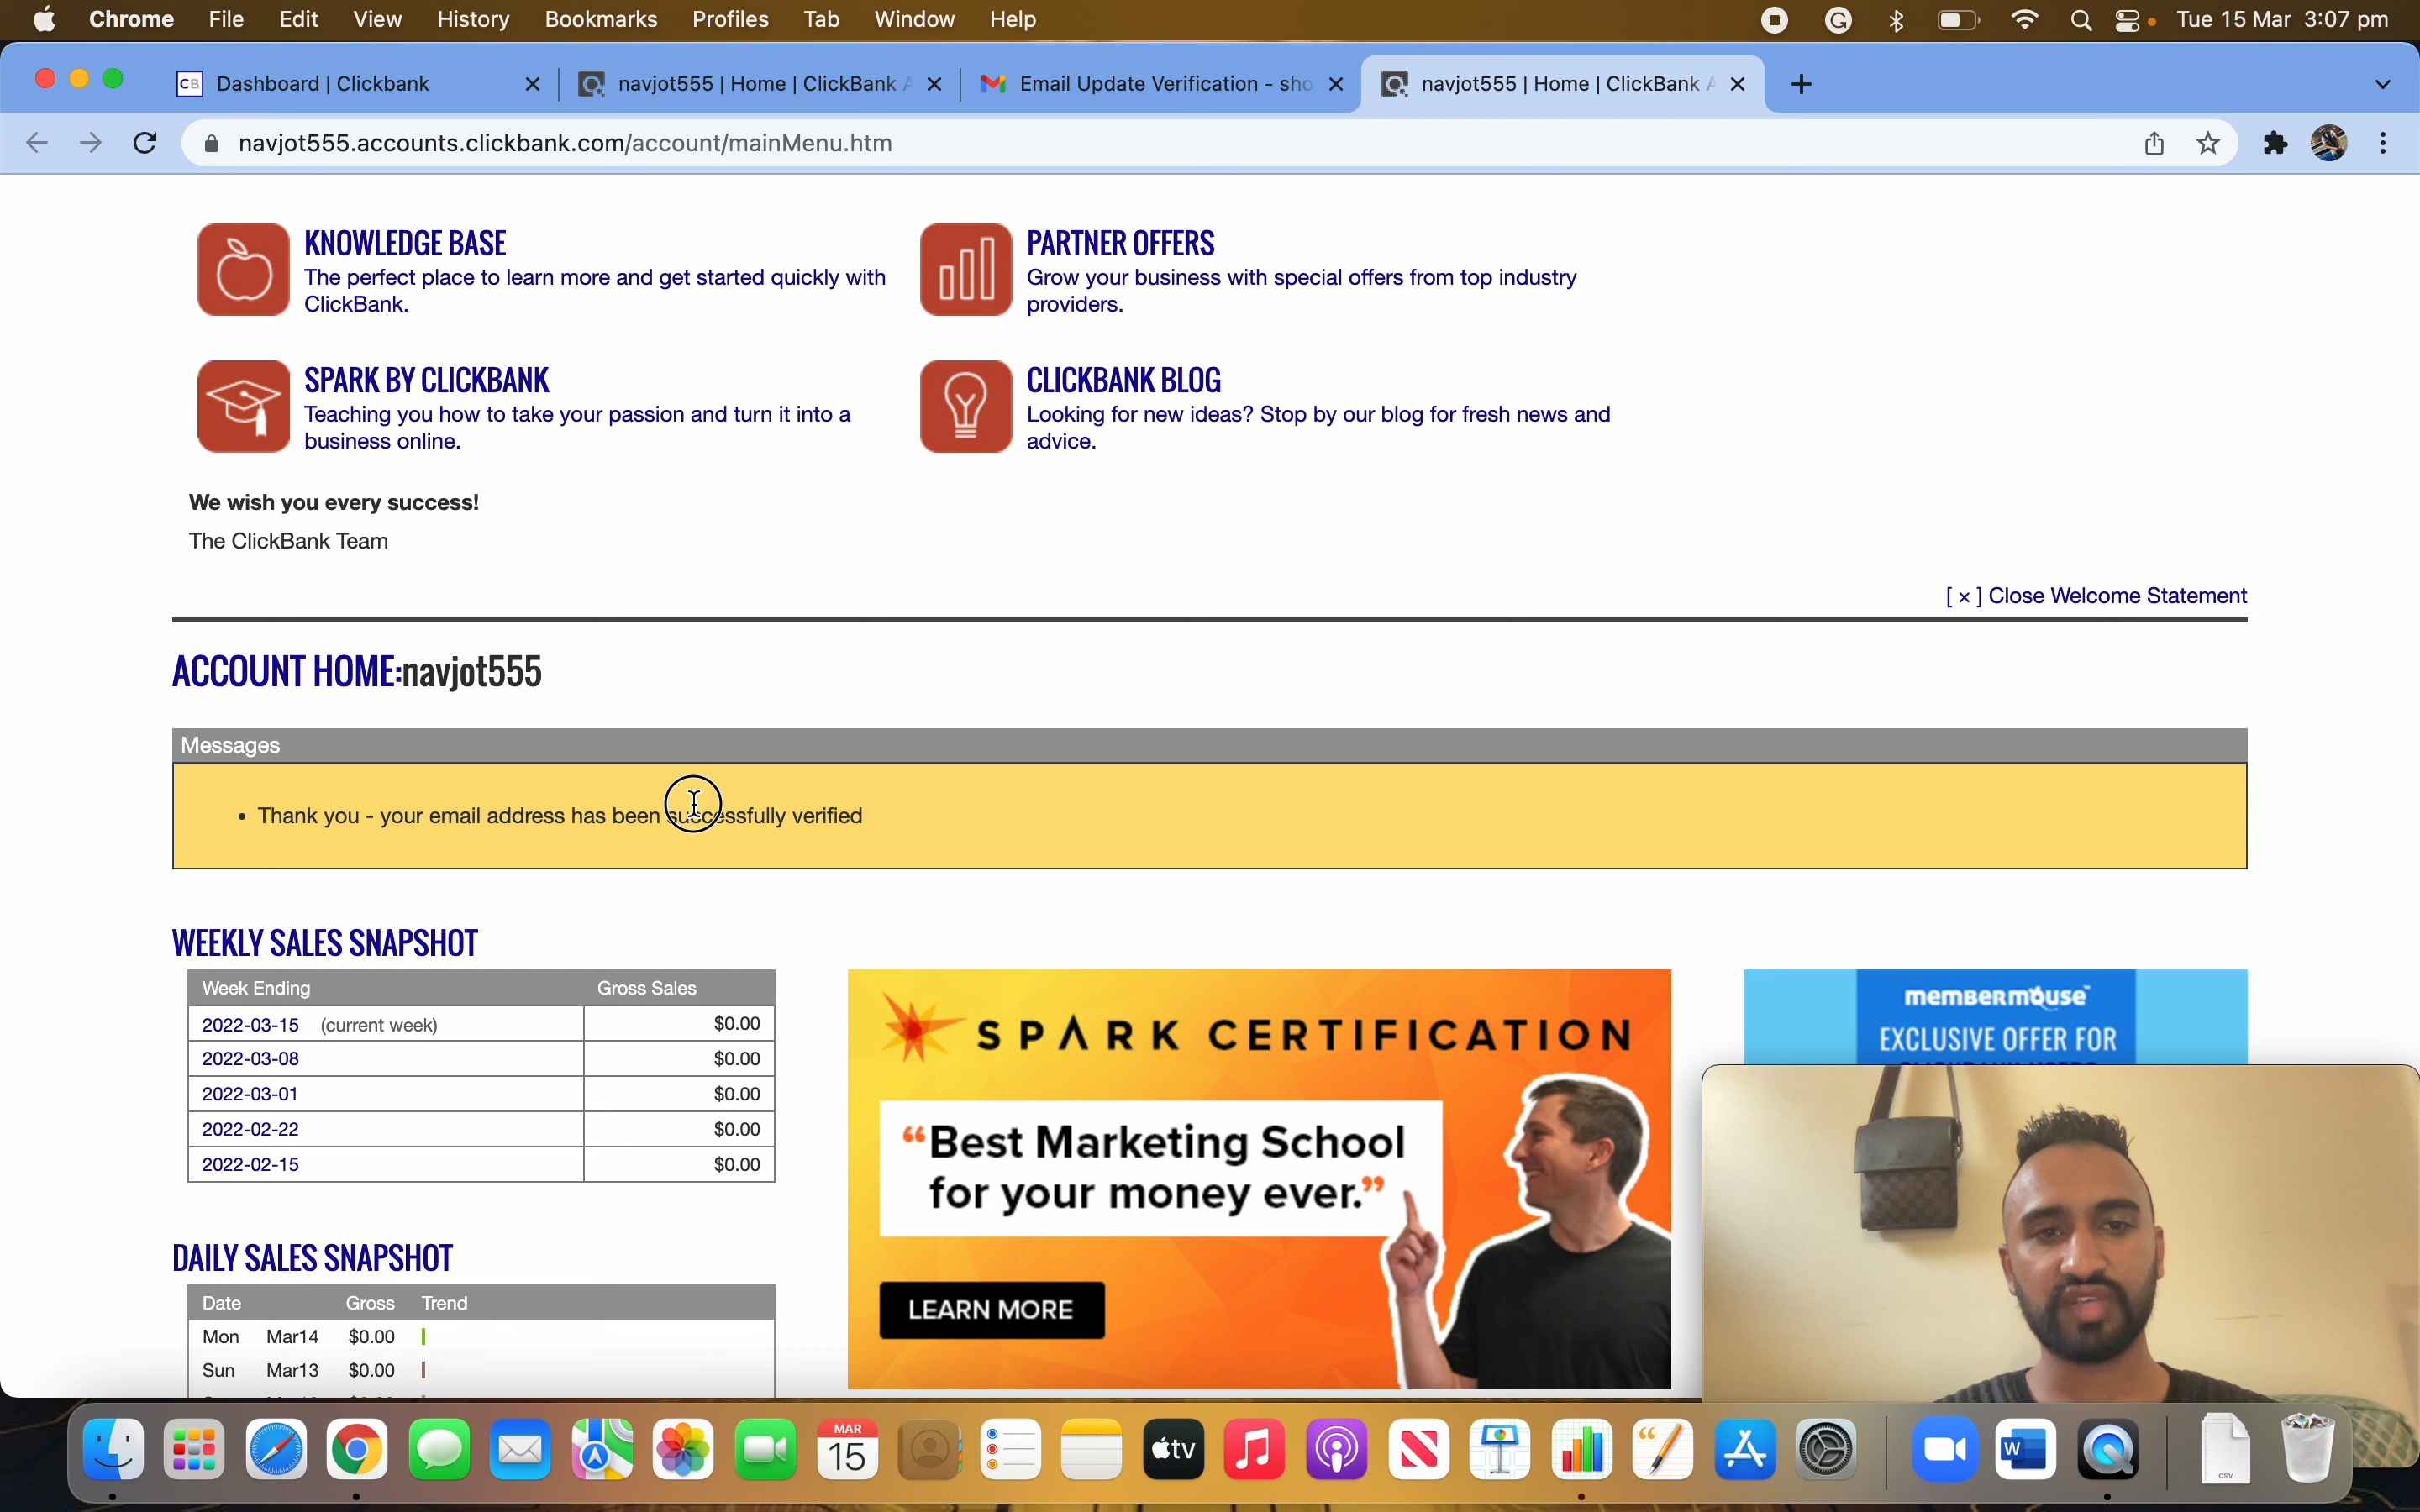 Chrome File Edit View History Bookmarks Profiles Tab Window Help Tue 15 Mar 3:07 pm
CB Dashboard | Clickbank navjot555 | Home | ClickBank Email Update Verification - sho navjot555 | Home | ClickBank
navjot555.accounts.clickbank.com/account/mainMenu.htm
KNOWLEDGE BASE
The perfect place to learn more and get started quickly with
ClickBank.
PARTNER OFFERS
Grow your business with special offers from top industry
providers.
SPARK BY CLICKBANK
Teaching you how to take your passion and turn it into a
business online.
CLICKBANK BLOG
Looking for new ideas? Stop by our blog for fresh news and
advice.
We wish you every success!
The ClickBank Team
[ × ] Close Welcome Statement
ACCOUNT HOME:navjot555
Messages
• Thank you - your email address has been successfully verified
WEEKLY SALES SNAPSHOT
Week Ending Gross Sales
2022-03-15 (current week) $0.00
2022-03-08 $0.00
2022-03-01 $0.00
2022-02-22 $0.00
2022-02-15 $0.00
DAILY SALES SNAPSHOT
Date Gross Trend
Mon Mar14 $0.00
Sun Mar13 $0.00
SPARK CERTIFICATION
“Best Marketing School
for your money ever.”
LEARN MORE
membermouse™
EXCLUSIVE OFFER FOR
MAR
15
tv
W
CSV